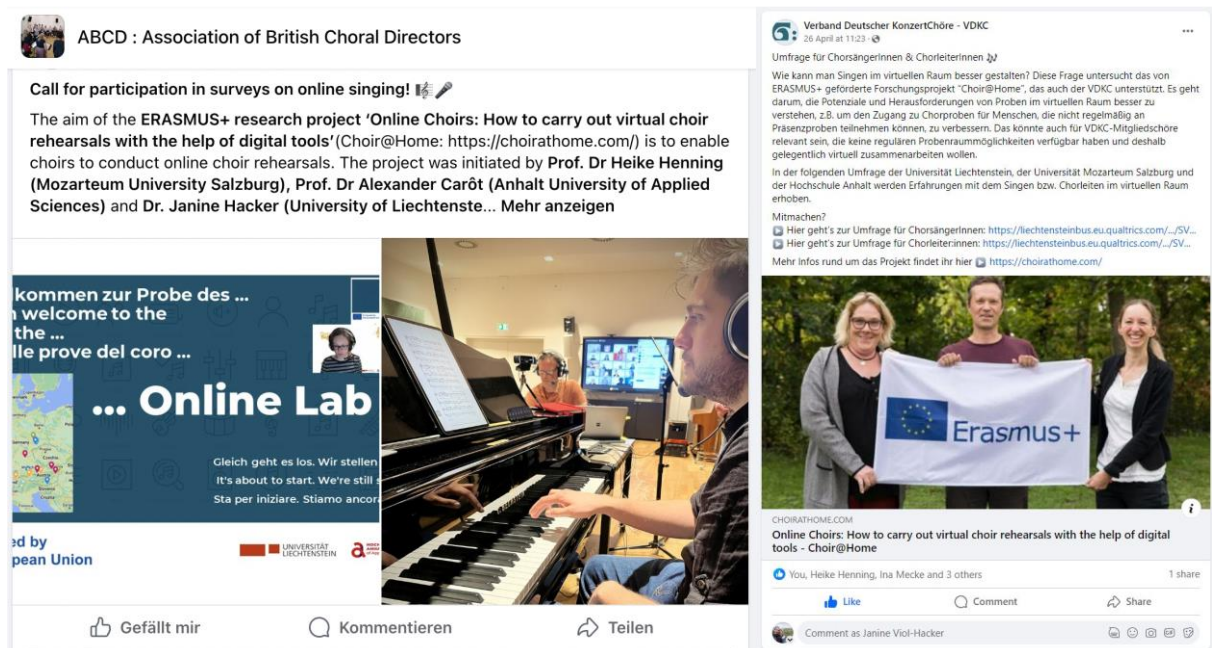 ABCD : Association of British Choral Directors
Call for participation in surveys on online singing! 🎼🎤
The aim of the ERASMUS+ research project ‘Online Choirs: How to carry out virtual choir
rehearsals with the help of digital tools’(Choir@Home: https://choirathome.com/) is to enable
choirs to conduct online choir rehearsals. The project was initiated by Prof. Dr Heike Henning
(Mozarteum University Salzburg), Prof. Dr Alexander Carôt (Anhalt University of Applied
Sciences) and Dr. Janine Hacker (University of Liechtenste... Mehr anzeigen
kommen zur Probe des ...
welcome to the
the ...
lle prove del coro ...
... Online Lab
Gleich geht es los. Wir stellen
It's about to start. We're still
Sta per iniziare. Stiamo ancor
ed by
pean Union
UNIVERSITÄT
LIECHTENSTEIN
Gefällt mir
Kommentieren
Teilen
Verband Deutscher KonzertChöre - VDKC
26 April at 11:23
Umfrage für ChorsängerInnen & ChorleiterInnen 🎶
Wie kann man Singen im virtuellen Raum besser gestalten? Diese Frage untersucht das von
ERASMUS+ geförderte Forschungsprojekt "Choir@Home", das auch der VDKC unterstützt. Es geht
darum, die Potenziale und Herausforderungen von Proben im virtuellen Raum besser zu
verstehen, z.B. um den Zugang zu Chorproben für Menschen, die nicht regelmäßig an
Präsenzproben teilnehmen können, zu verbessern. Das könnte auch für VDKC-Mitgliedschöre
relevant sein, die keine regulären Probenraummöglichkeiten verfügbar haben und deshalb
gelegentlich virtuell zusammenarbeiten wollen.
In der folgenden Umfrage der Universität Liechtenstein, der Universität Mozarteum Salzburg und
der Hochschule Anhalt werden Erfahrungen mit dem Singen bzw. Chorleiten im virtuellen Raum
erhoben.
Mitmachen?
▶️ Hier geht's zur Umfrage für ChorsängerInnen: https://liechtensteinbus.eu.qualtrics.com/.../SV...
▶️ Hier geht's zur Umfrage für Chorleiter:innen: https://liechtensteinbus.eu.qualtrics.com/.../SV...
Mehr Infos rund um das Projekt findet ihr hier ▶️ https://choirathome.com/
Erasmus+
CHOIRATHOME.COM
Online Choirs: How to carry out virtual choir rehearsals with the help of digital
tools - Choir@Home
You, Heike Henning, Ina Mecke and 3 others
1 share
Like
Comment
Share
Comment as Janine Viol-Hacker